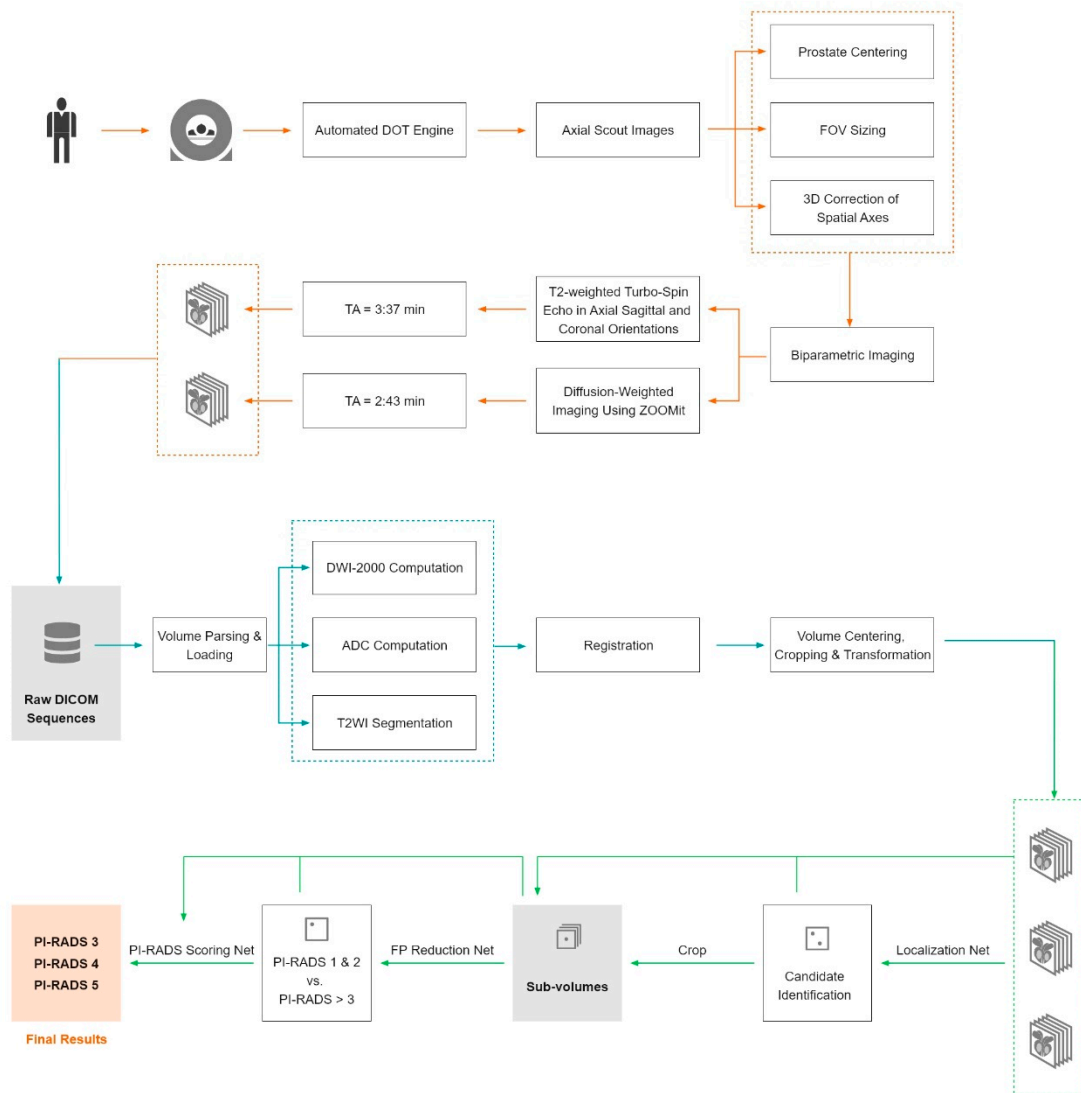 Prostate Centering
Automated DOT Engine
Axial Scout Images
FOV Sizing
3D Correction of
Spatial Axes
T2-weighted Turbo-Spin
Echo in Axial Sagittal and
Coronal Orientations
TA = 3:37 min
Biparametric Imaging
Diffusion-Weighted
Imaging Using ZOOMit
TA = 2:43 min
Raw DICOM
Sequences
Volume Parsing &
Loading
DWI-2000 Computation
ADC Computation
T2WI Segmentation
Registration
Volume Centering,
Cropping & Transformation
Localization Net
Candidate
Identification
Crop
Sub-volumes
FP Reduction Net
PI-RADS 1 & 2
vs.
PI-RADS > 3
PI-RADS Scoring Net
PI-RADS 3
PI-RADS 4
PI-RADS 5
Final Results